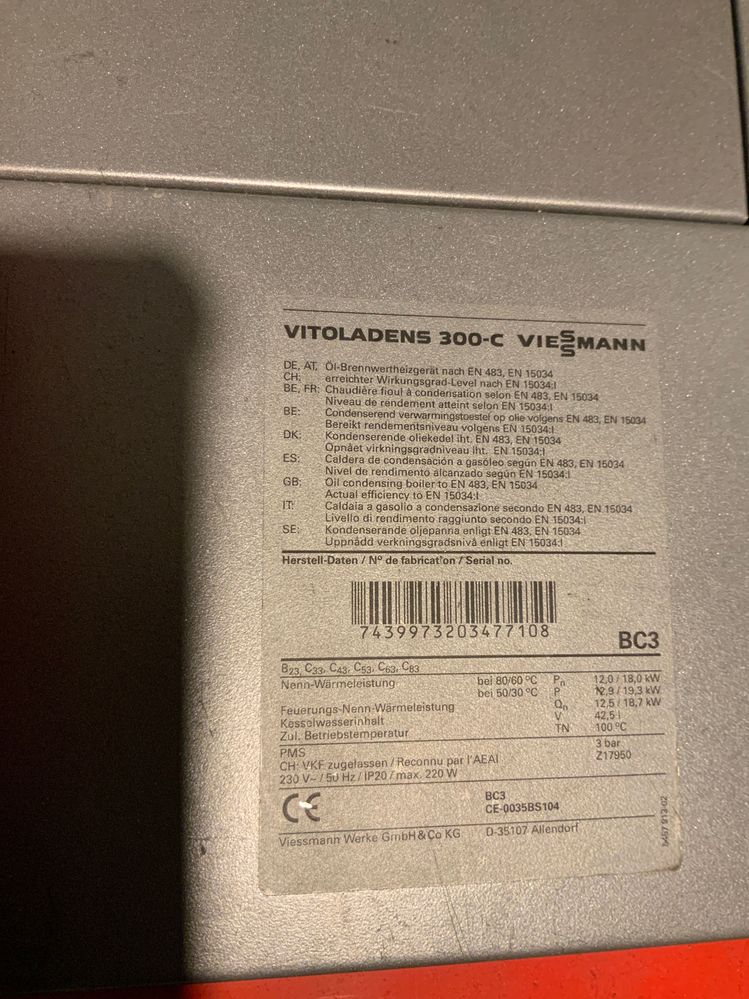 VITOLADENS 300-C VIESSMANN
DE, AT, Öl-Brennwertheizgerät nach EN 483, EN 15034
CH: erreichter Wirkungsgrad-Level nach EN 15034:I
BE, FR: Chaudière fioul à condensation selon EN 483, EN 15034
Niveau de rendement atteint selon EN 15034:I
BE: Condenserend verwarmingstoestel op olie volgens EN 483, EN 15034
Bereikt rendementsniveau volgens EN 15034:I
DK: Kondenserende oliekedel iht. EN 483, EN 15034
Opnået virkningsgradniveau iht. EN 15034:I
ES: Caldera de condensación a gasóleo según EN 483, EN 15034
Nivel de rendimiento alcanzado según EN 15034:I
GB: Oil condensing boiler to EN 483, EN 15034
Actual efficiency to EN 15034:I
IT: Caldaia a gasolio a condensazione secondo EN 483, EN 15034
Livello di rendimento raggiunto secondo EN 15034:I
SE: Kondenserande oljepanna enligt EN 483, EN 15034
Uppnådd verkningsgradsnivå enligt EN 15034:I
Herstell-Daten / Nº de fabrication / Serial no.
7439973203477108
BC3
B23, C33, C43, C53, C63, C83
Nenn-Wärmeleistung bei 80/60 ºC Pn 12,0 / 18,0 kW
bei 50/30 ºC P 12,9 / 19,3 kW
Feuerungs-Nenn-Wärmeleistung Qn 12,5 / 18,7 kW
Kesselwasserinhalt V 42,5 l
Zul. Betriebstemperatur TN 100 ºC
PMS 3 bar
CH: VKF zugelassen / Reconnu par l'AEAI Z17950
230 V~ / 50 Hz / IP20 / max. 220 W
CE BC3
CE-0035BS104
Viessmann Werke GmbH & Co KG D-35107 Allendorf
5457 913-02